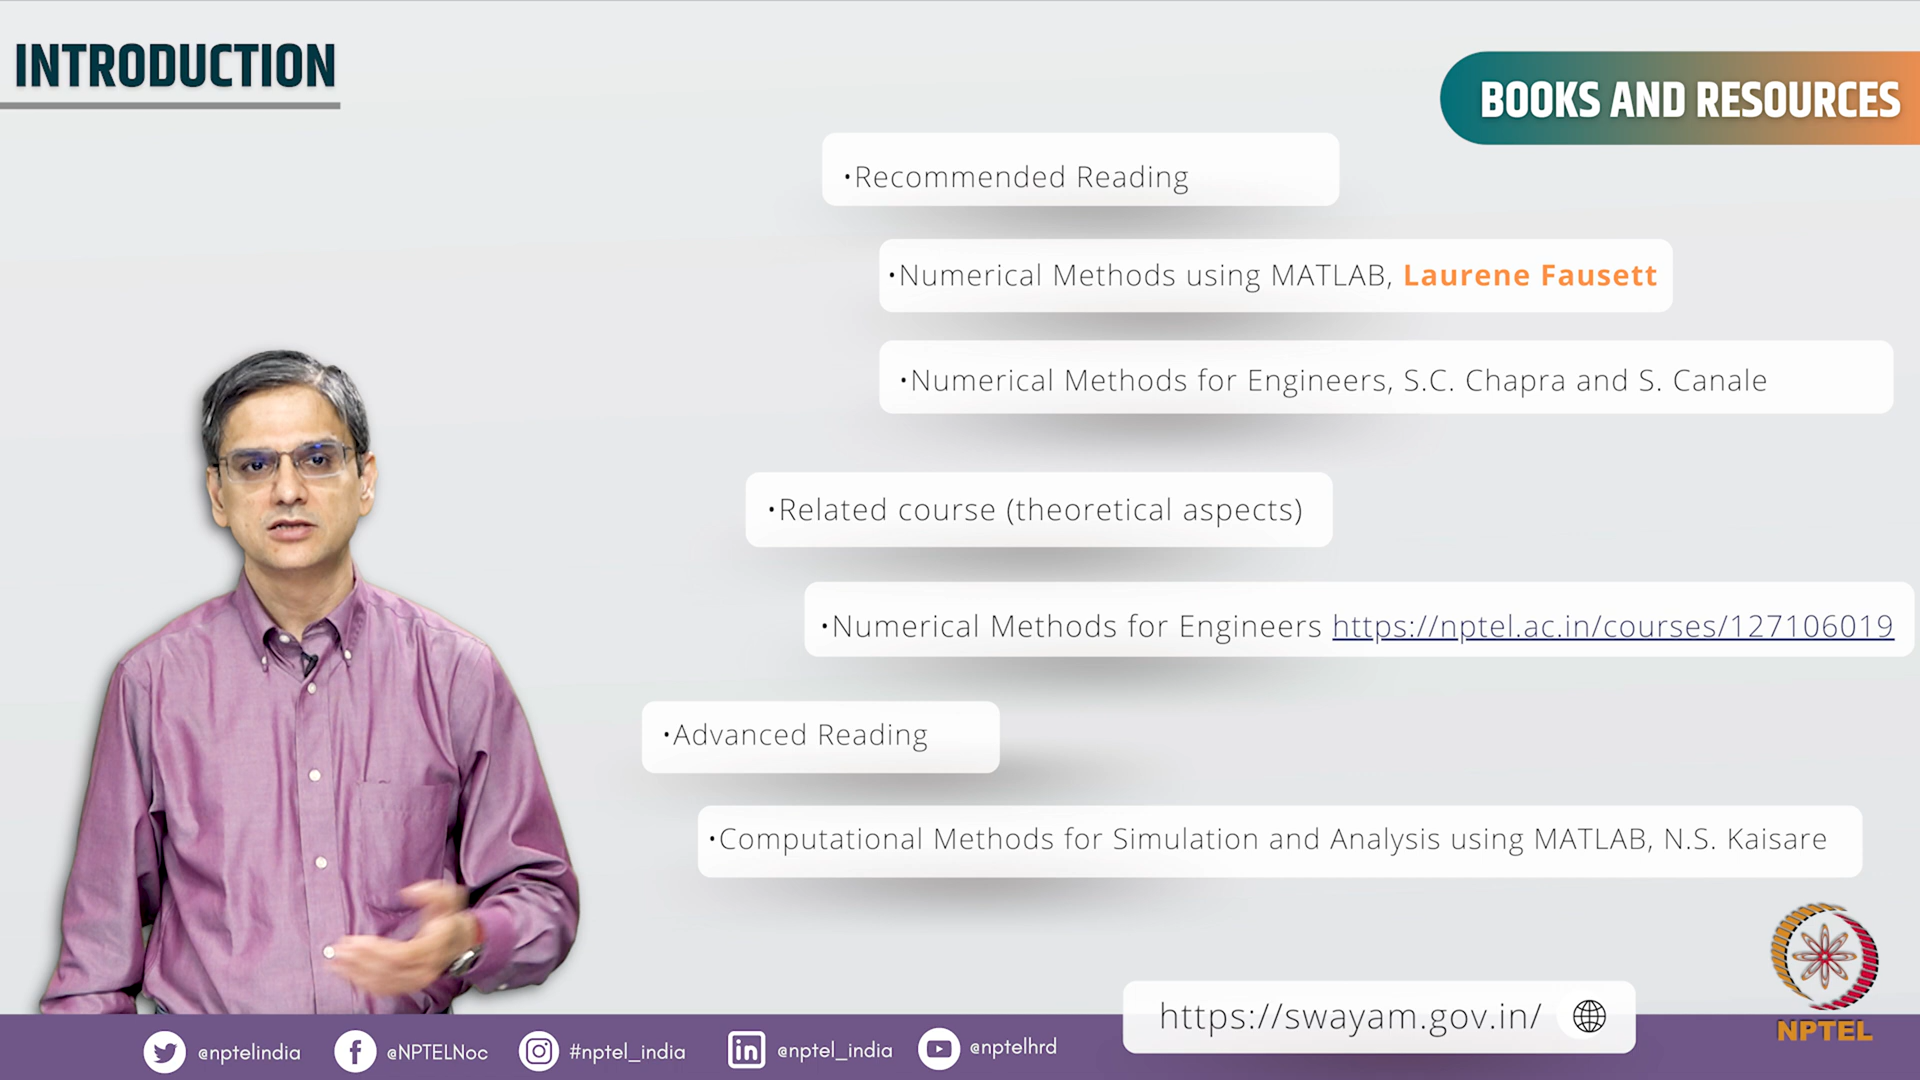 INTRODUCTION
BOOKS AND RESOURCES
•Recommended Reading
•Numerical Methods using MATLAB, Laurene Fausett
•Numerical Methods for Engineers, S.C. Chapra and S. Canale
•Related course (theoretical aspects)
•Numerical Methods for Engineers https://nptel.ac.in/courses/127106019
•Advanced Reading
•Computational Methods for Simulation and Analysis using MATLAB, N.S. Kaisare
https://swayam.gov.in/
NPTEL
@nptelindia @NPTELNoc #nptel_india @nptel_india @nptelhrd